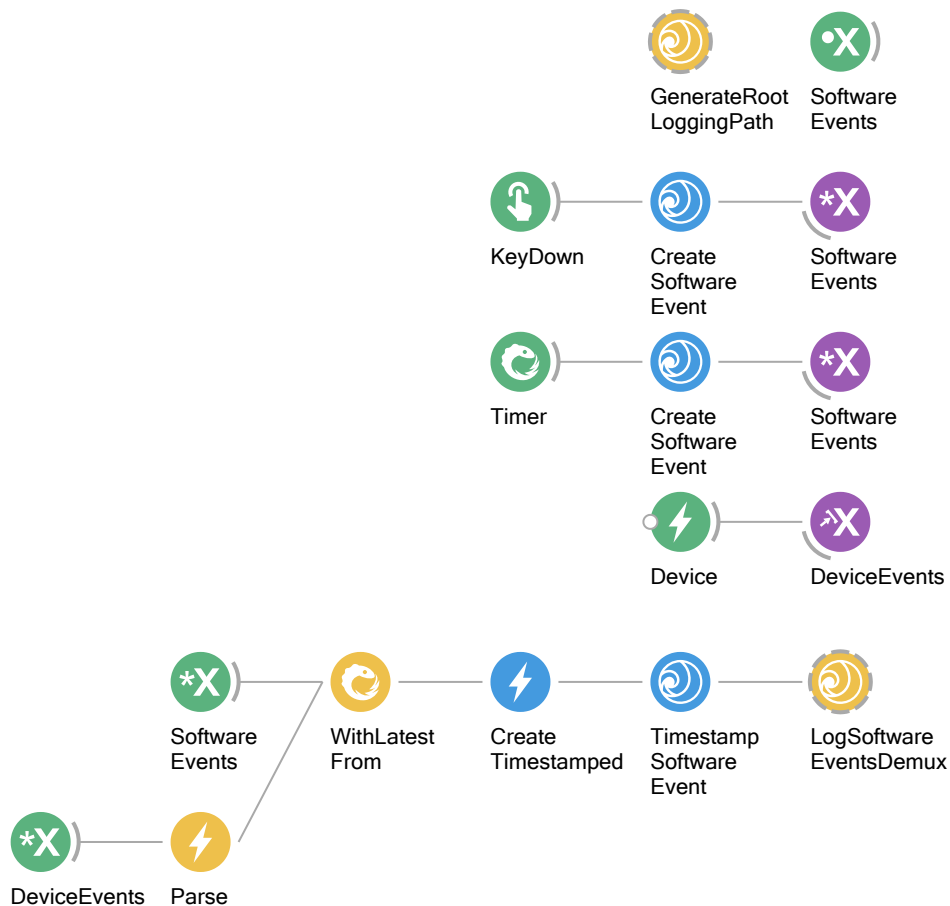 GenerateRoot
LoggingPath
Software
Events
KeyDown
Create
Software
Event
Software
Events
Timer
Create
Software
Event
Software
Events
Device
DeviceEvents
Software
Events
WithLatest
From
Create
Timestamped
Timestamp
Software
Event
LogSoftware
EventsDemux
DeviceEvents
Parse
X
*X
*X
X
*X
*X